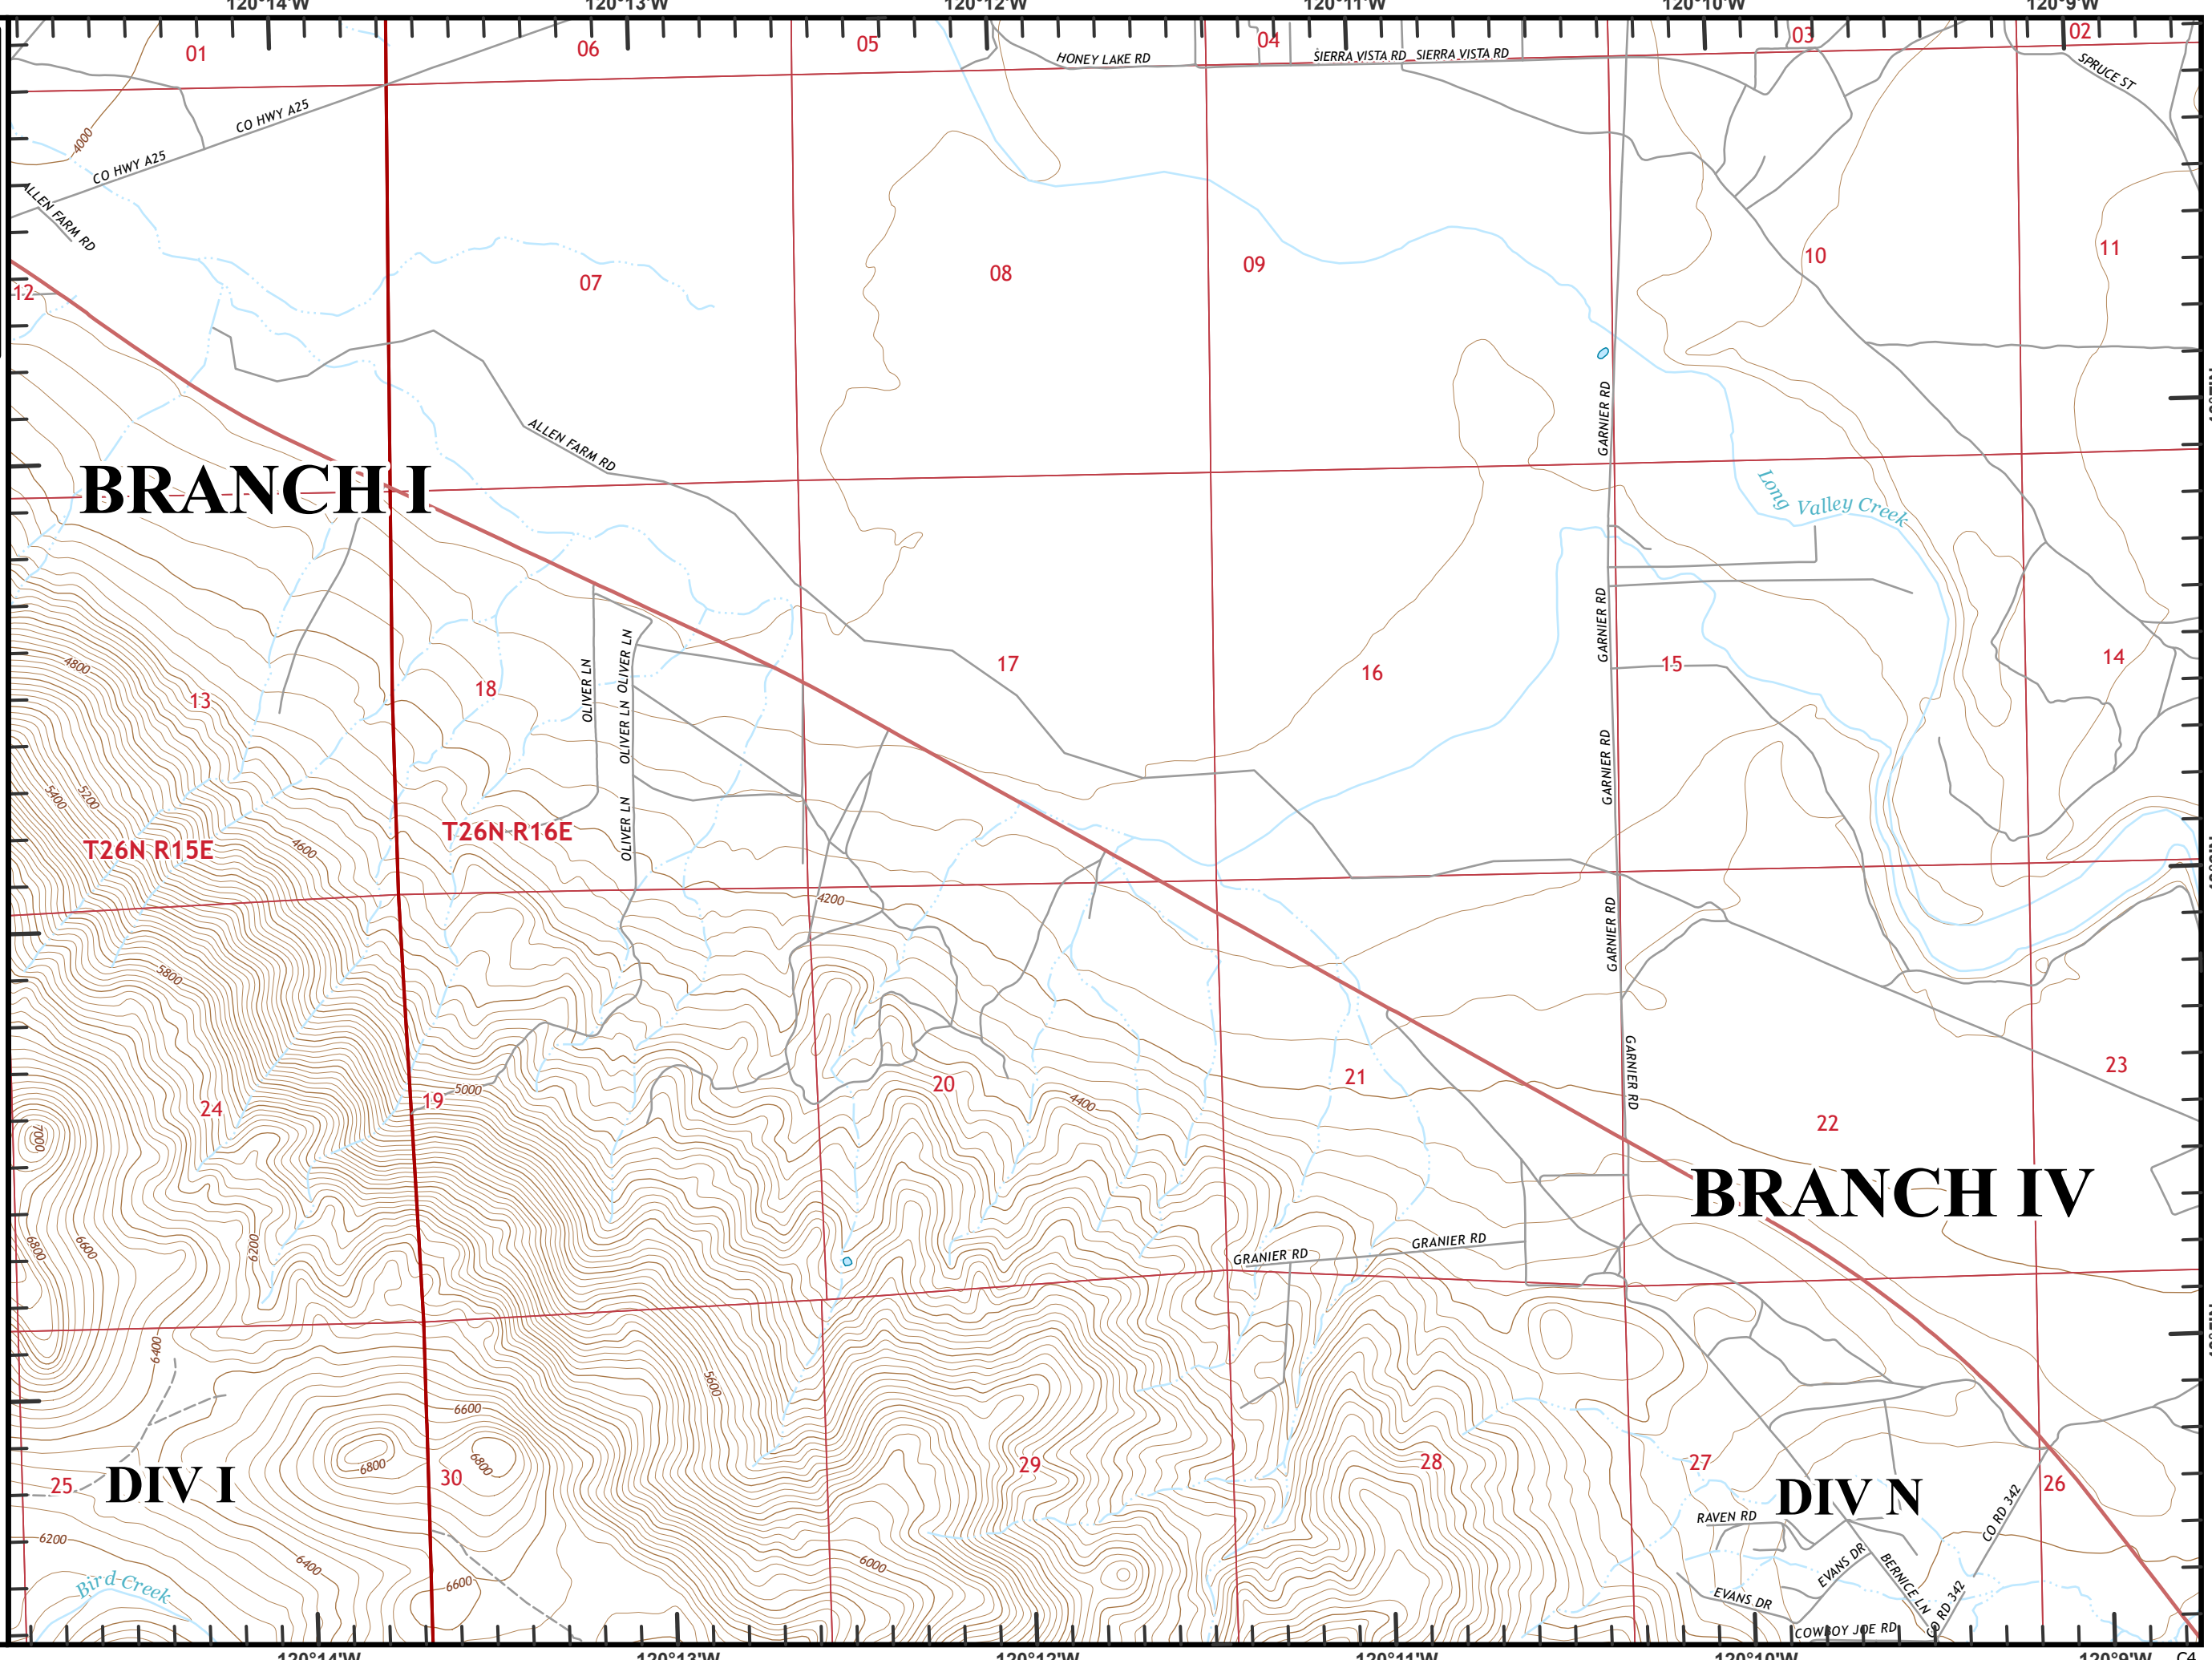 120°14'W 120°13'W 120°12'W 120°11'W 120°10'W 120°9'W
01 06 05 04 03 02
HONEY LAKE RD SIERRA VISTA RD SIERRA VISTA RD
SPRUCE ST
CO HWY A25
4000
CO HWY A25
ALLEN FARM RD
12 07 08 09 10 11
GARNIER RD
ALLEN FARM RD
BRANCH I
Long Valley Creek
GARNIER RD
4800
13 18 17 16 15 14
OLIVER LN
OLIVER LN
OLIVER LN
GARNIER RD
5400
5200
T26N R15E
T26N R16E
4600
OLIVER LN
4200
GARNIER RD
5800
GARNIER RD
24 19 20 21 22 23
5000
4400
7000
BRANCH IV
6800
6600
6200
GRANIER RD
GRANIER RD
6400
5600
6600
6800
6800
25 30 29 28 27 26
DIV I
DIV N
RAVEN RD
CO RD 342
6200
6400
6600
6000
Bird Creek
EVANS DR
EVANS DR
BERNICE LN
CO RD 342
COWBOY JOE RD
120°14'W 120°13'W 120°12'W 120°11'W 120°10'W 120°9'W